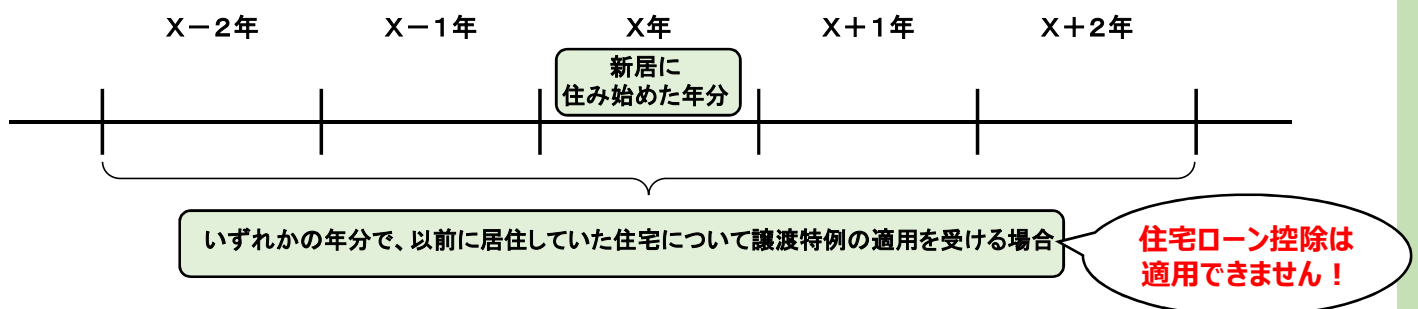 X－2年 X－1年 X年 X＋1年 X＋2年
新居に
住み始めた年分
いずれかの年分で、以前に居住していた住宅について譲渡特例の適用を受ける場合
住宅ローン控除は
適用できません！